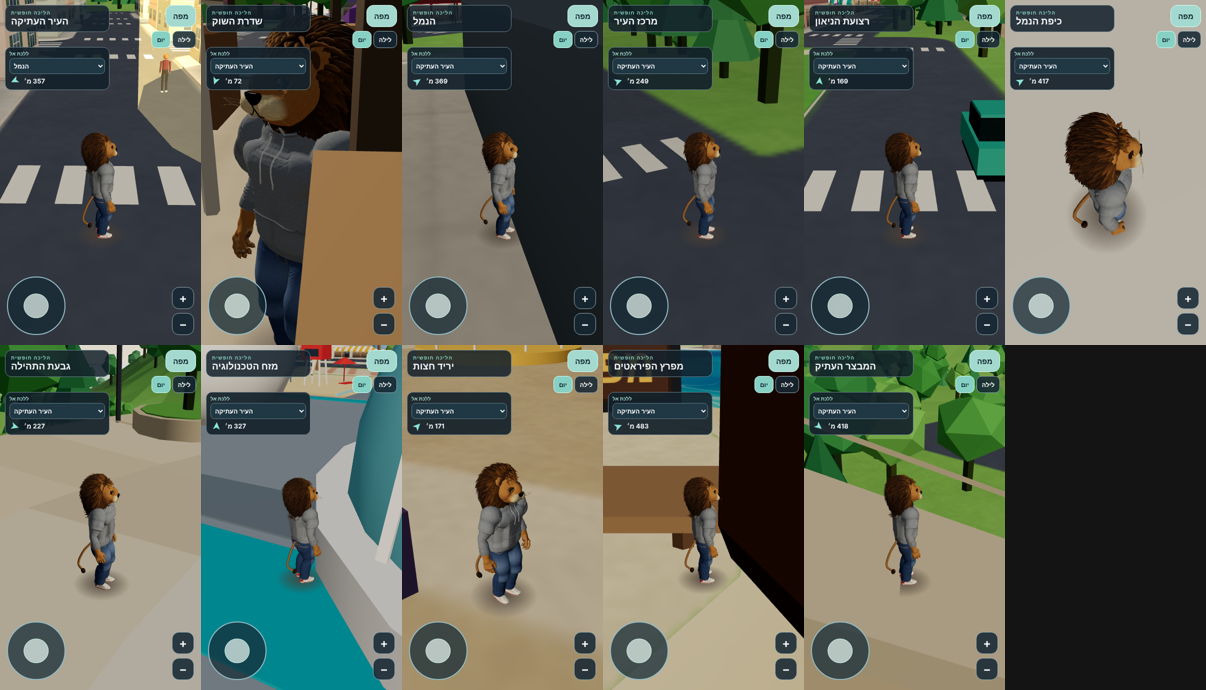 הליכה חופשית
העיר העתיקה
מפה
יום
לילה
ללכת אל
הנמל
357 מ׳
+
−
הליכה חופשית
שדרת השוק
מפה
יום
לילה
ללכת אל
העיר העתיקה
72 מ׳
+
−
הליכה חופשית
הנמל
מפה
יום
לילה
ללכת אל
העיר העתיקה
369 מ׳
+
−
הליכה חופשית
מרכז העיר
מפה
יום
לילה
ללכת אל
העיר העתיקה
249 מ׳
+
−
הליכה חופשית
רצועת הניאון
מפה
יום
לילה
ללכת אל
העיר העתיקה
169 מ׳
+
−
הליכה חופשית
כיפת הנמל
מפה
יום
לילה
ללכת אל
העיר העתיקה
417 מ׳
+
−
הליכה חופשית
גבעת התהילה
מפה
יום
לילה
ללכת אל
העיר העתיקה
227 מ׳
+
−
הליכה חופשית
מזח הטכנולוגיה
מפה
יום
לילה
ללכת אל
העיר העתיקה
327 מ׳
+
−
הליכה חופשית
יריד חצות
מפה
יום
לילה
ללכת אל
העיר העתיקה
171 מ׳
+
−
הליכה חופשית
מפרץ הפיראטים
מפה
יום
לילה
ללכת אל
העיר העתיקה
483 מ׳
+
−
הליכה חופשית
המבצר העתיק
מפה
יום
לילה
ללכת אל
העיר העתיקה
418 מ׳
+
−